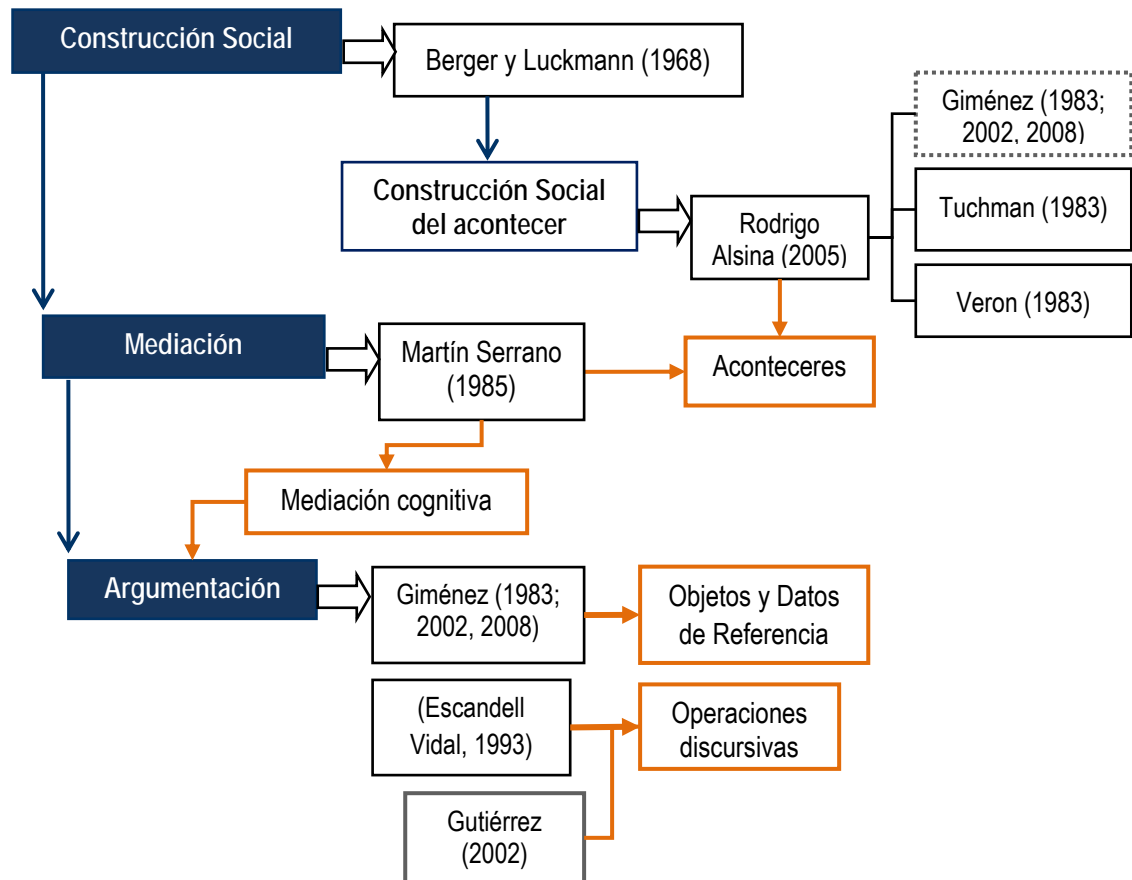 Construcción Social
Berger y Luckmann (1968)
Giménez (1983;
2002, 2008)
Construcción Social
del acontecer
Rodrigo
Alsina (2005)
Tuchman (1983)
Veron (1983)
Mediación
Martín Serrano
(1985)
Aconteceres
Mediación cognitiva
Argumentación
Giménez (1983;
2002, 2008)
Objetos y Datos
de Referencia
(Escandell
Vidal, 1993)
Operaciones
discursivas
Gutiérrez
(2002)